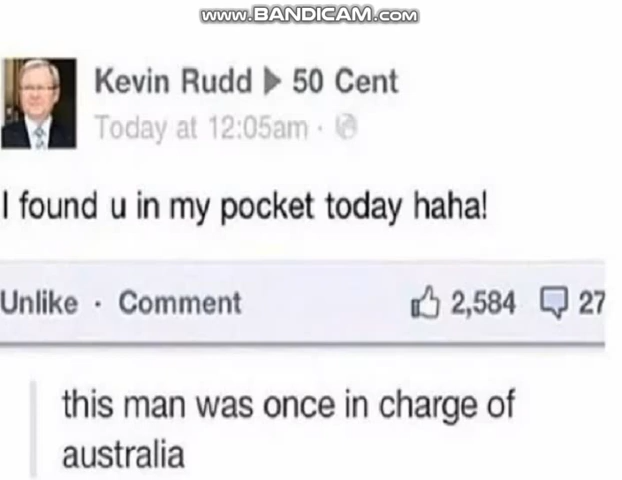 www.BANDICAM.com
Kevin Rudd ▶ 50 Cent
Today at 12:05am ·
I found u in my pocket today haha!
Unlike · Comment 2,584 27
this man was once in charge of
australia